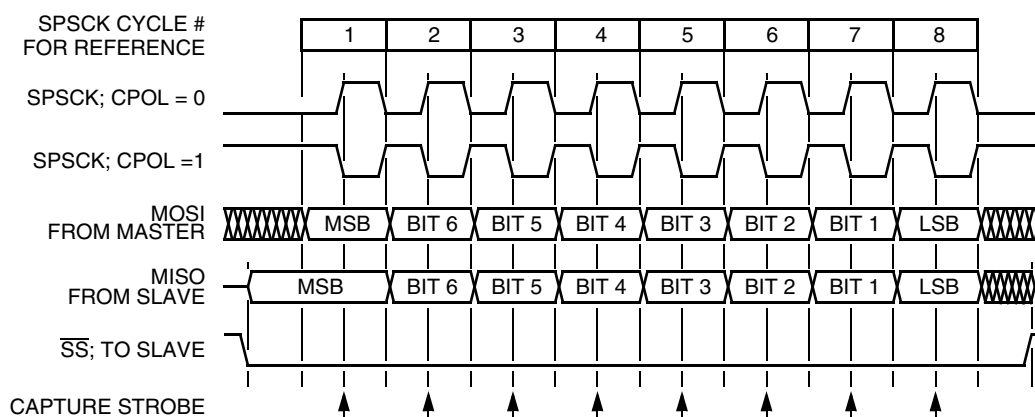 SPSCK CYCLE #
FOR REFERENCE
1 2 3 4 5 6 7 8
SPSCK; CPOL = 0
SPSCK; CPOL =1
MOSI
FROM MASTER
MSB BIT 6 BIT 5 BIT 4 BIT 3 BIT 2 BIT 1 LSB
MISO
FROM SLAVE
MSB BIT 6 BIT 5 BIT 4 BIT 3 BIT 2 BIT 1 LSB
S̅S̅; TO SLAVE
CAPTURE STROBE